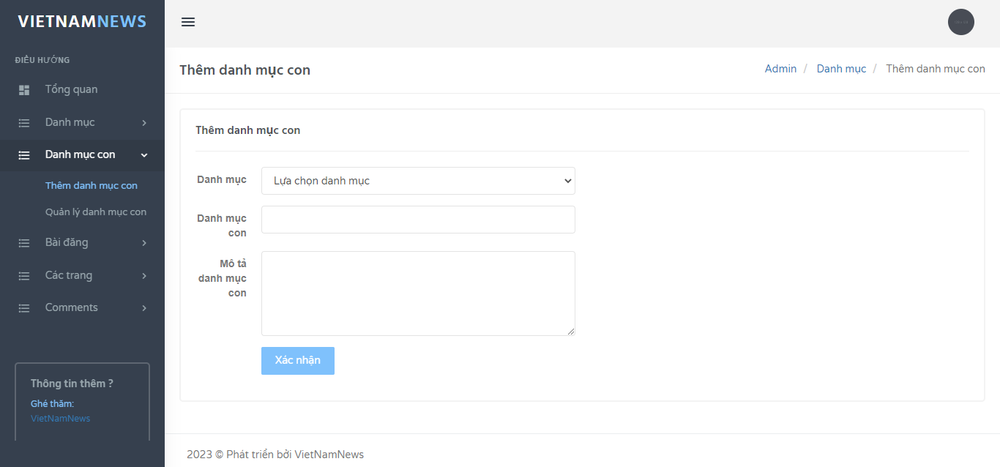 VIETNAMNEWS
ĐIỀU HƯỚNG
Tổng quan
Danh mục
Danh mục con
Thêm danh mục con
Quản lý danh mục con
Bài đăng
Các trang
Comments
Thông tin thêm ?
Ghé thăm:
VietNamNews
Thêm danh mục con
Admin / Danh mục / Thêm danh mục con
Thêm danh mục con
Danh mục
Lựa chọn danh mục
Danh mục
con
Mô tả
danh mục
con
Xác nhận
2023 © Phát triển bởi VietNamNews